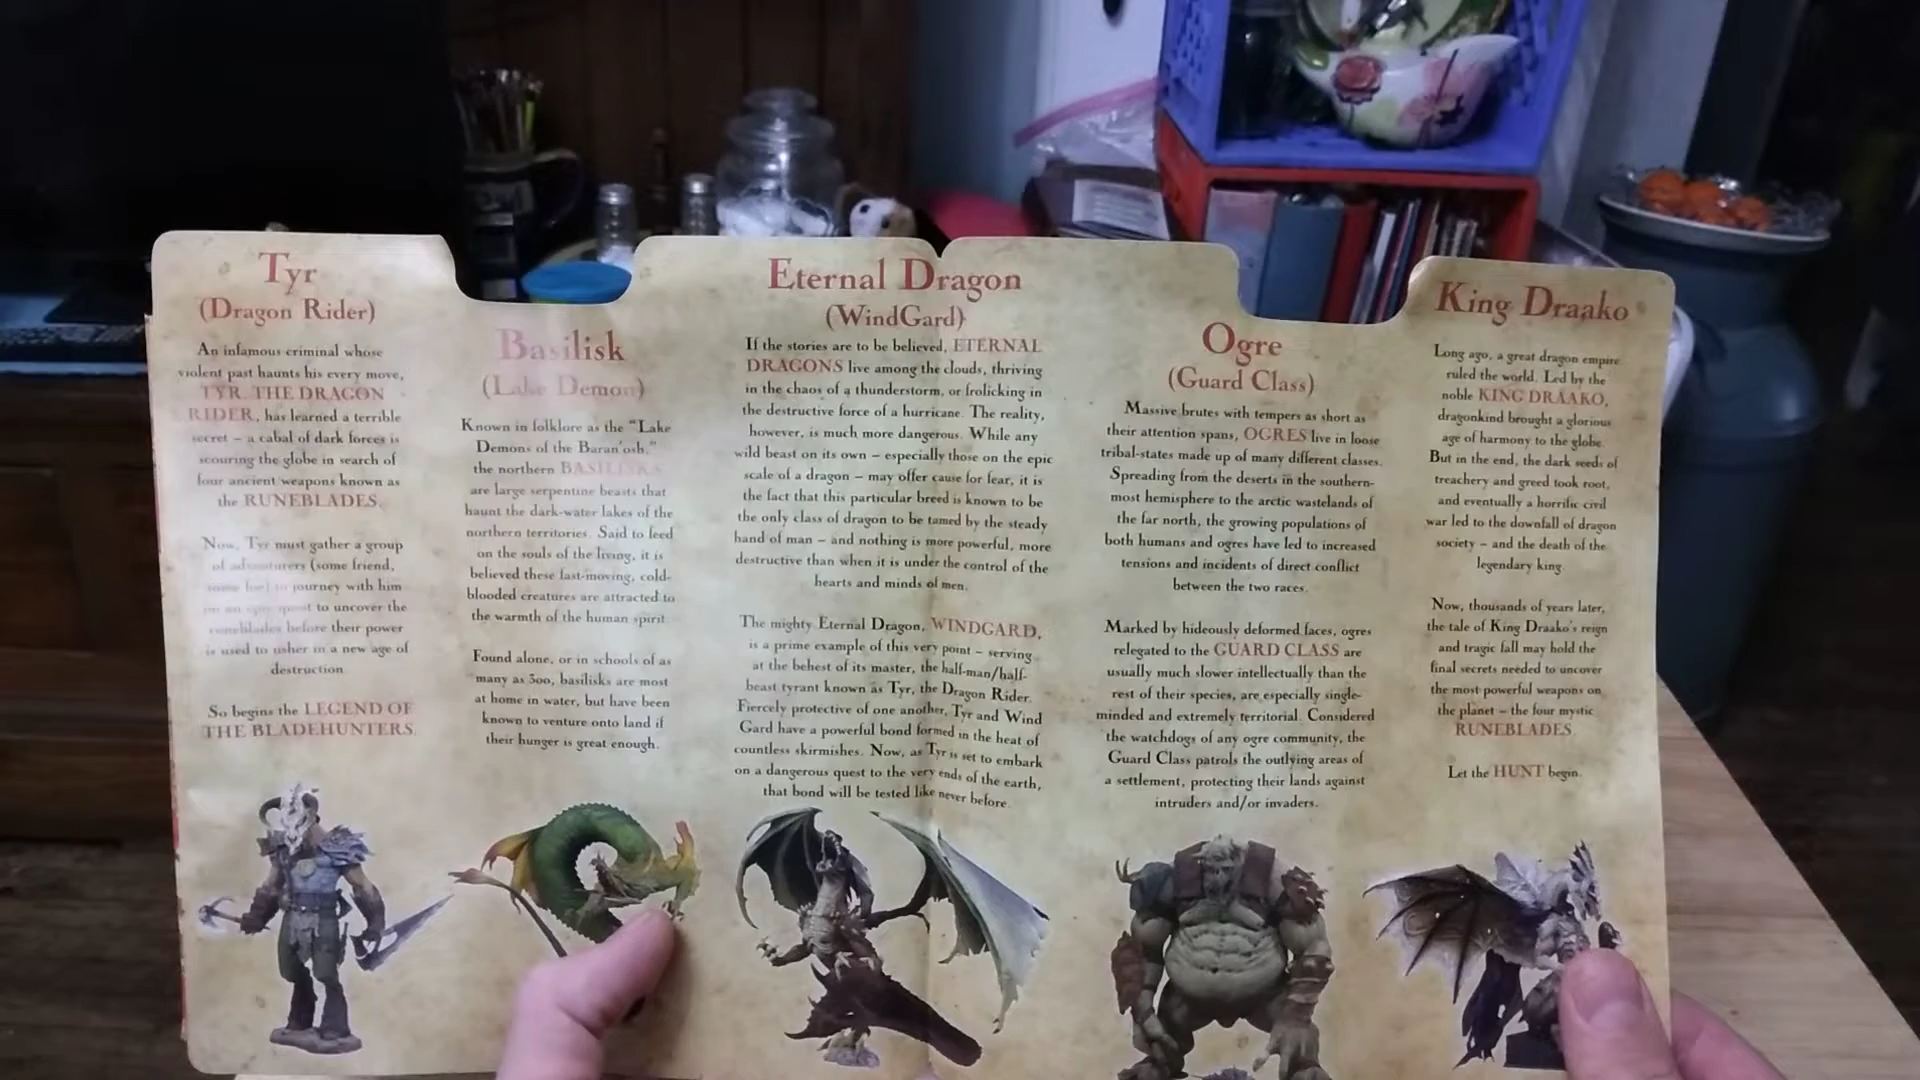 Tyr
(Dragon Rider)
An infamous criminal whose
violent past haunts his every move,
TYR, THE DRAGON
RIDER, has learned a terrible
secret – a cabal of dark forces is
scouring the globe in search of
four ancient weapons known as
the RUNEBLADES.
Now, Tyr must gather a group
of adventurers (some friend,
some foe) to journey with him
on an epic quest to uncover the
runeblades before their power
is used to usher in a new age of
destruction.
So begins the LEGEND OF
THE BLADEHUNTERS.
Basilisk
(Lake Demon)
Known in folklore as the “Lake
Demons of the Baran'osh,”
the northern BASILISKS
are large serpentine beasts that
haunt the dark-water lakes of the
northern territories. Said to feed
on the souls of the living, it is
believed these fast-moving, cold-
blooded creatures are attracted to
the warmth of the human spirit.
Found alone, or in schools of as
many as 300, basilisks are most
at home in water, but have been
known to venture onto land if
their hunger is great enough.
Eternal Dragon
(WindGard)
If the stories are to be believed, ETERNAL
DRAGONS live among the clouds, thriving
in the chaos of a thunderstorm, or frolicking in
the destructive force of a hurricane. The reality,
however, is much more dangerous. While any
wild beast on its own – especially those on the epic
scale of a dragon – may offer cause for fear, it is
the fact that this particular breed is known to be
the only class of dragon to be tamed by the steady
hand of man – and nothing is more powerful, more
destructive than when it is under the control of the
hearts and minds of men.
The mighty Eternal Dragon, WINDGARD,
is a prime example of this very point – serving
at the behest of its master, the half-man/half-
beast tyrant known as Tyr, the Dragon Rider.
Fiercely protective of one another, Tyr and Wind
Gard have a powerful bond formed in the heat of
countless skirmishes. Now, as Tyr is set to embark
on a dangerous quest to the very ends of the earth,
that bond will be tested like never before.
Ogre
(Guard Class)
Massive brutes with tempers as short as
their attention spans, OGRES live in loose
tribal-states made up of many different classes.
Spreading from the deserts in the southern-
most hemisphere to the arctic wastelands of
the far north, the growing populations of
both humans and ogres have led to increased
tensions and incidents of direct conflict
between the two races.
Marked by hideously deformed faces, ogres
relegated to the GUARD CLASS are
usually much slower intellectually than the
rest of their species, are especially single-
minded and extremely territorial. Considered
the watchdogs of any ogre community, the
Guard Class patrols the outlying areas of
a settlement, protecting their lands against
intruders and/or invaders.
King Draako
Long ago, a great dragon empire
ruled the world. Led by the
noble KING DRAAKO,
dragonkind brought a glorious
age of harmony to the globe.
But in the end, the dark seeds of
treachery and greed took root,
and eventually a horrific civil
war led to the downfall of dragon
society – and the death of the
legendary king.
Now, thousands of years later,
the tale of King Draako's reign
and tragic fall may hold the
final secrets needed to uncover
the most powerful weapons on
the planet – the four mystic
RUNEBLADES.
Let the HUNT begin.